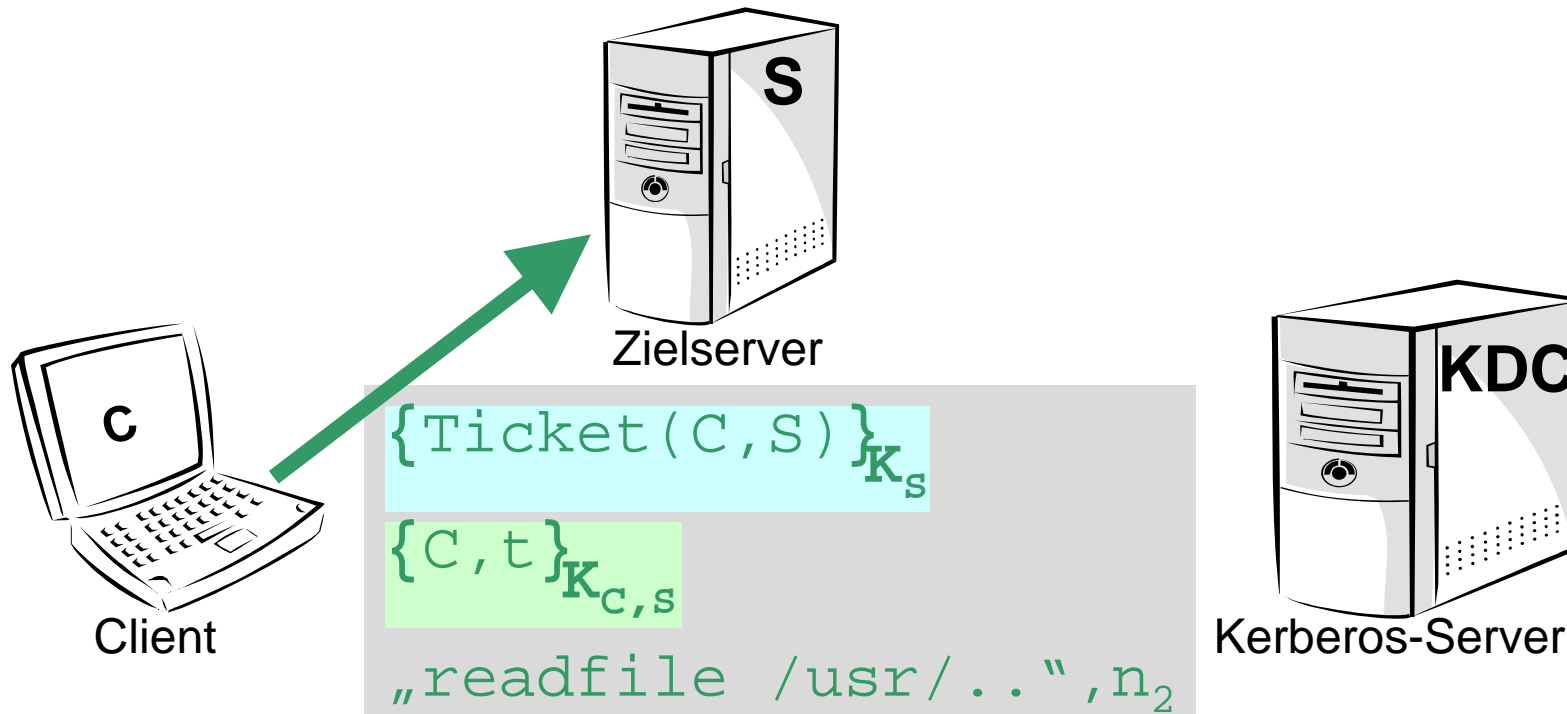 S
Zielserver
KDC
C
{Ticket(C,S)}Ks
{C,t}KC,s
Client
Kerberos-Server
„readfile /usr/..“,n2